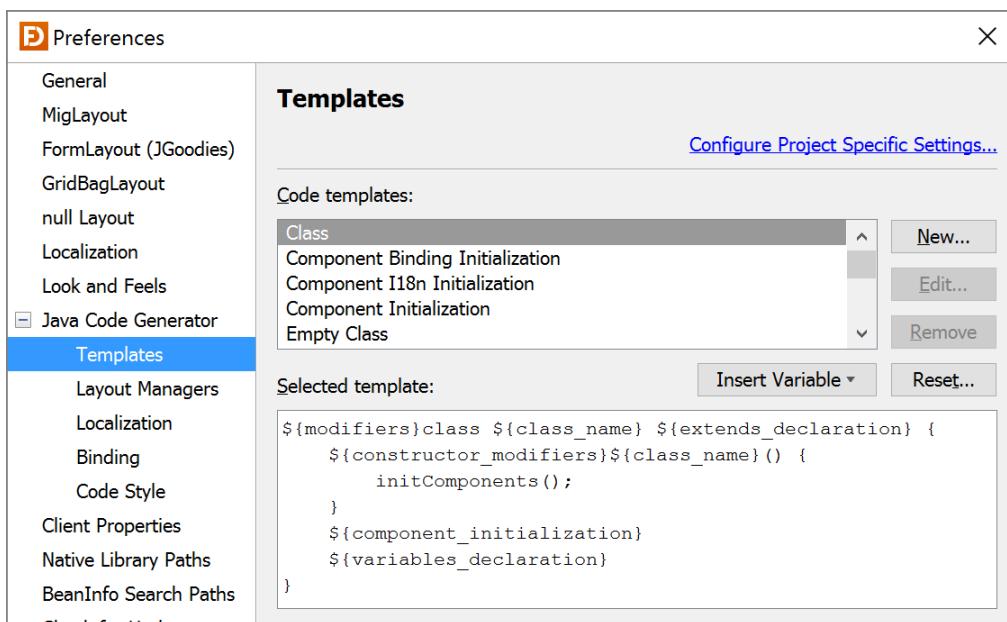 Preferences
General
MigLayout
FormLayout (JGoodies)
GridBagLayout
null Layout
Localization
Look and Feels
Java Code Generator
Templates
Layout Managers
Localization
Binding
Code Style
Client Properties
Native Library Paths
BeanInfo Search Paths
Templates
Configure Project Specific Settings...
Code templates:
Class
Component Binding Initialization
Component I18n Initialization
Component Initialization
Empty Class
New...
Edit...
Remove
Selected template:
Insert Variable
Reset...
${modifiers}class ${class_name} ${extends_declaration} {
    ${constructor_modifiers}${class_name}() {
        initComponents();
    }
    ${component_initialization}
    ${variables_declaration}
}